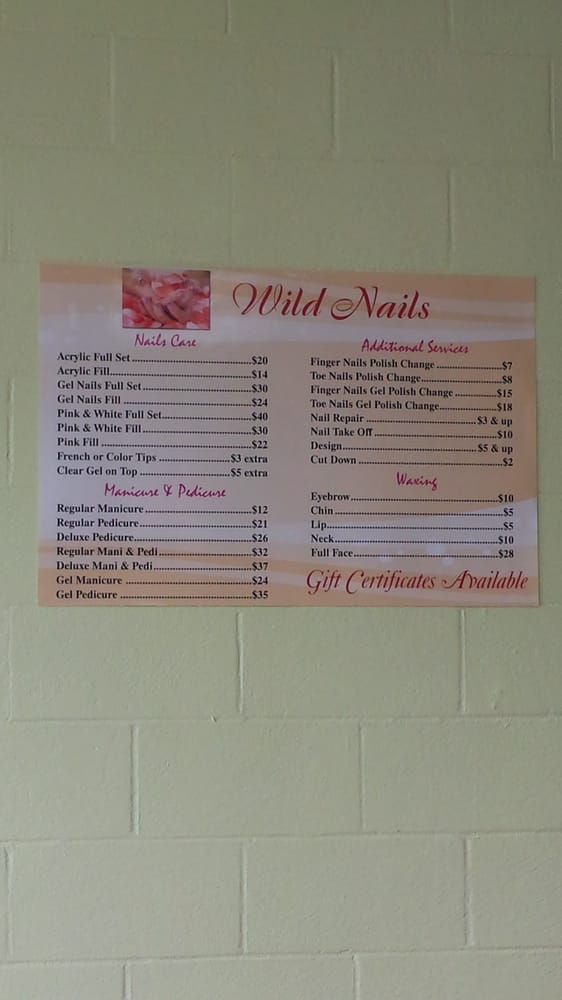 Wild Nails
Nails Care
Acrylic Full Set ..........................................$20
Acrylic Fill..................................................$14
Gel Nails Full Set.......................................$30
Gel Nails Fill ..............................................$24
Pink & White Full Set................................$40
Pink & White Fill.......................................$30
Pink Fill .....................................................$22
French or Color Tips .........................$3 extra
Clear Gel on Top ................................$5 extra
Manicure & Pedicure
Regular Manicure ......................................$12
Regular Pedicure........................................$21
Deluxe Pedicure..........................................$26
Regular Mani & Pedi.................................$32
Deluxe Mani & Pedi...................................$37
Gel Manicure .............................................$24
Gel Pedicure ..............................................$35
Additional Services
Finger Nails Polish Change .......................$7
Toe Nails Polish Change............................$8
Finger Nails Gel Polish Change ...............$15
Toe Nails Gel Polish Change....................$18
Nail Repair .......................................$3 & up
Nail Take Off ............................................$10
Design................................................$5 & up
Cut Down ...................................................$2
Waxing
Eyebrow....................................................$10
Chin ............................................................$5
Lip...............................................................$5
Neck..........................................................$10
Full Face...................................................$28
Gift Certificates Available